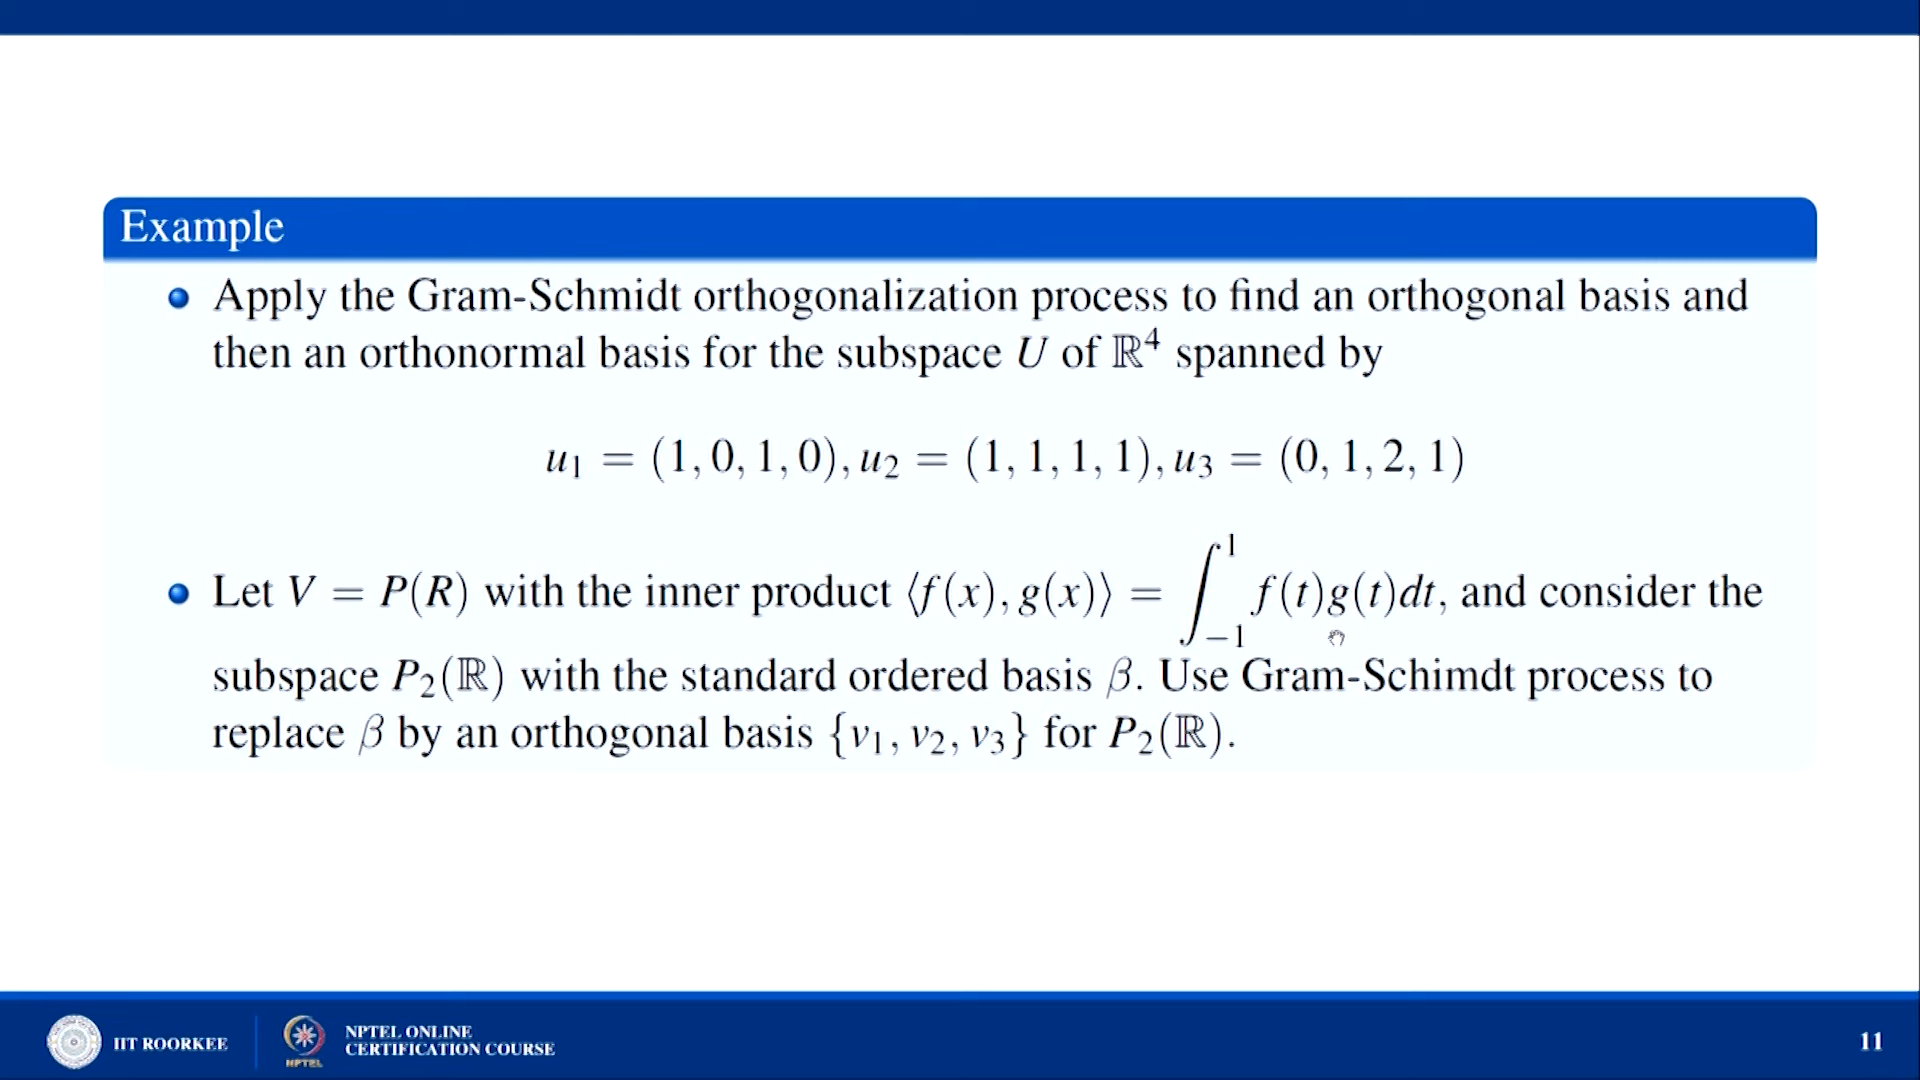 Example
Apply the Gram-Schmidt orthogonalization process to find an orthogonal basis and
then an orthonormal basis for the subspace U of ℝ⁴ spanned by
u₁ = (1, 0, 1, 0), u₂ = (1, 1, 1, 1), u₃ = (0, 1, 2, 1)
Let V = P(R) with the inner product ⟨f(x), g(x)⟩ = ∫₋₁¹ f(t)g(t)dt, and consider the
subspace P₂(ℝ) with the standard ordered basis β. Use Gram-Schimdt process to
replace β by an orthogonal basis {v₁, v₂, v₃} for P₂(ℝ).
IIT ROORKEE
NPTEL
NPTEL ONLINE
CERTIFICATION COURSE
11